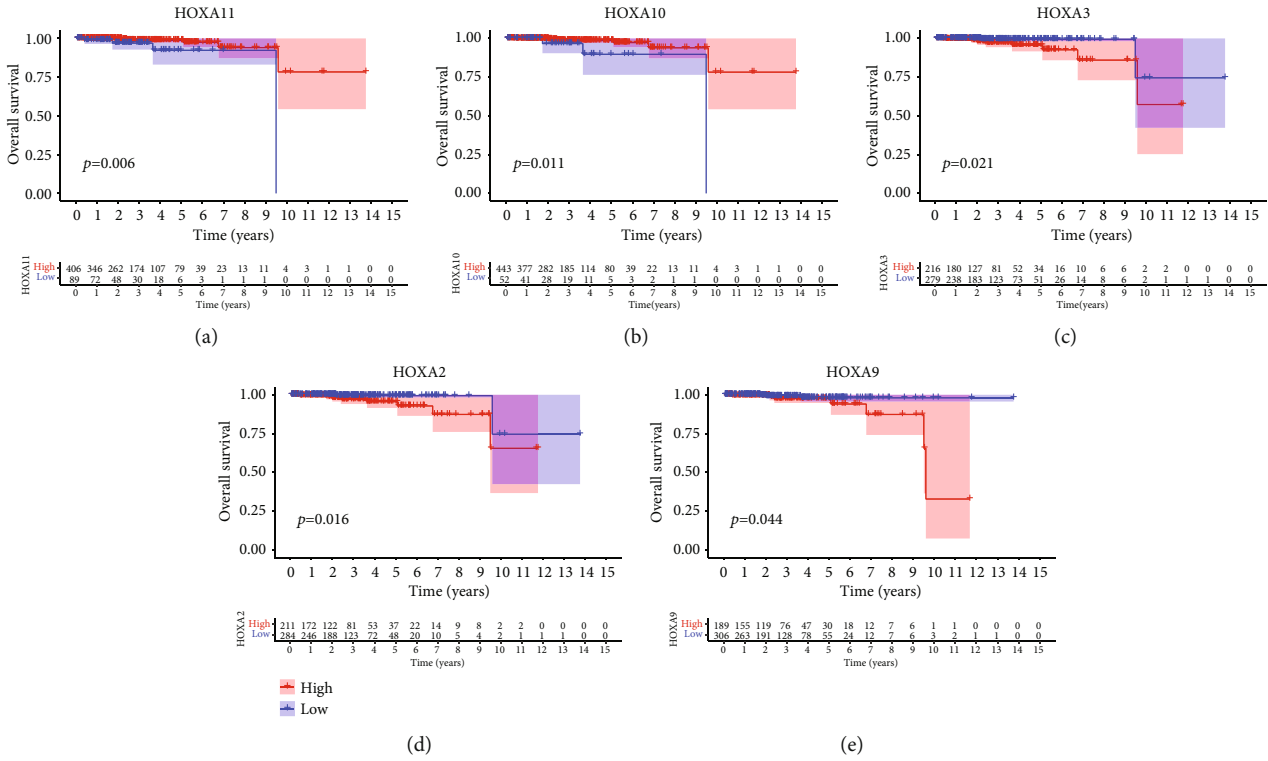 HOXA11
1.00
0.75
0.50
0.25
0.00
Overall survival
p=0.006
0 1 2 3 4 5 6 7 8 9 10 11 12 13 14 15
Time (years)
HOXA11
High 406 346 262 174 107 79 39 23 13 11 4 3 1 1 0 0
Low 89 72 48 30 18 6 3 1 1 1 0 0 0 0 0 0
0 1 2 3 4 5 6 7 8 9 10 11 12 13 14 15
Time(years)
(a)
HOXA10
1.00
0.75
0.50
0.25
0.00
Overall survival
p=0.011
0 1 2 3 4 5 6 7 8 9 10 11 12 13 14 15
Time (years)
HOXA10
High 443 377 282 185 114 80 39 22 13 11 4 3 1 1 0 0
Low 52 41 28 19 11 5 3 2 1 1 0 0 0 0 0 0
0 1 2 3 4 5 6 7 8 9 10 11 12 13 14 15
Time(years)
(b)
HOXA3
1.00
0.75
0.50
0.25
0.00
Overall survival
p=0.021
0 1 2 3 4 5 6 7 8 9 10 11 12 13 14 15
Time (years)
HOXA3
High 216 180 127 81 52 34 16 10 6 6 2 2 0 0 0 0
Low 279 238 183 123 73 51 26 14 8 6 2 1 1 1 0 0
0 1 2 3 4 5 6 7 8 9 10 11 12 13 14 15
Time (years)
(c)
HOXA2
1.00
0.75
0.50
0.25
0.00
Overall survival
p=0.016
0 1 2 3 4 5 6 7 8 9 10 11 12 13 14 15
Time (years)
HOXA2
High 211 172 122 81 53 37 22 14 9 8 2 2 0 0 0 0
Low 284 246 188 123 72 48 20 10 5 4 2 1 1 1 0 0
0 1 2 3 4 5 6 7 8 9 10 11 12 13 14 15
Time (years)
High
Low
(d)
HOXA9
1.00
0.75
0.50
0.25
0.00
Overall survival
p=0.044
0 1 2 3 4 5 6 7 8 9 10 11 12 13 14 15
Time (years)
HOXA9
High 189 155 119 76 47 30 18 12 7 6 1 1 0 0 0 0
Low 306 263 191 128 78 55 24 12 7 6 3 2 1 1 0 0
0 1 2 3 4 5 6 7 8 9 10 11 12 13 14 15
Time (years)
(e)